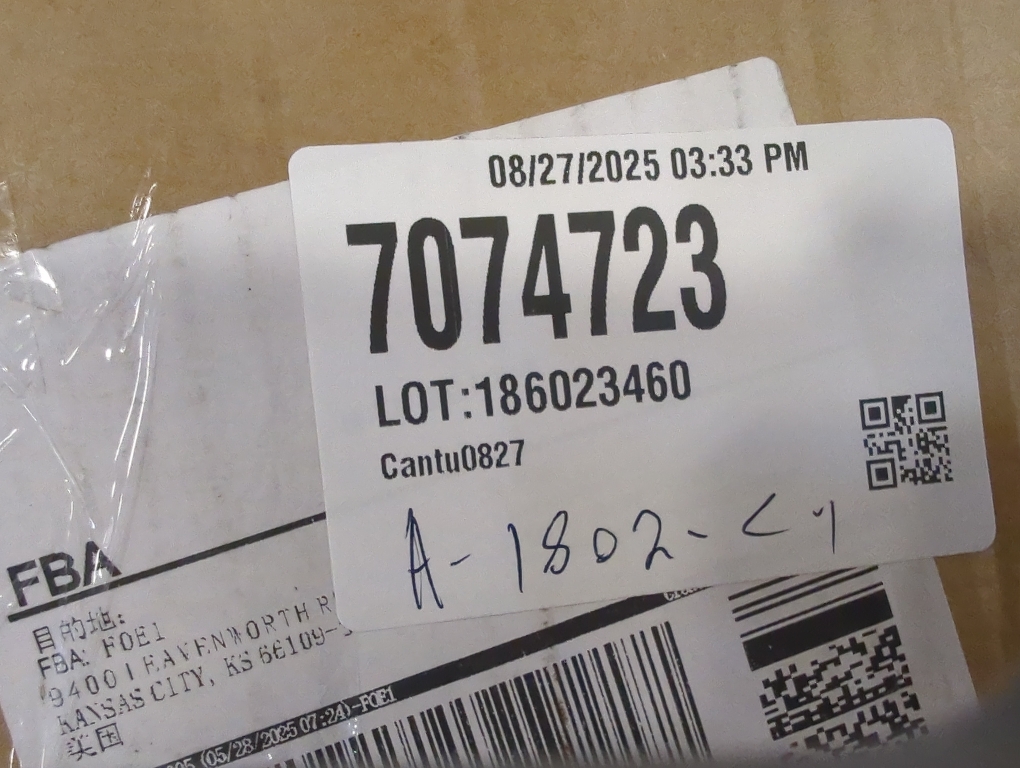 08/27/2025 03:33 PM
7074723
LOT:186023460
Cantu0827
A-1802-
FBA
目的地:
FBA: FOE1
9400 LEAVENWORTH R
KANSAS CITY, KS 66109-
美国
(05/28/2025 07:24)-FOE1